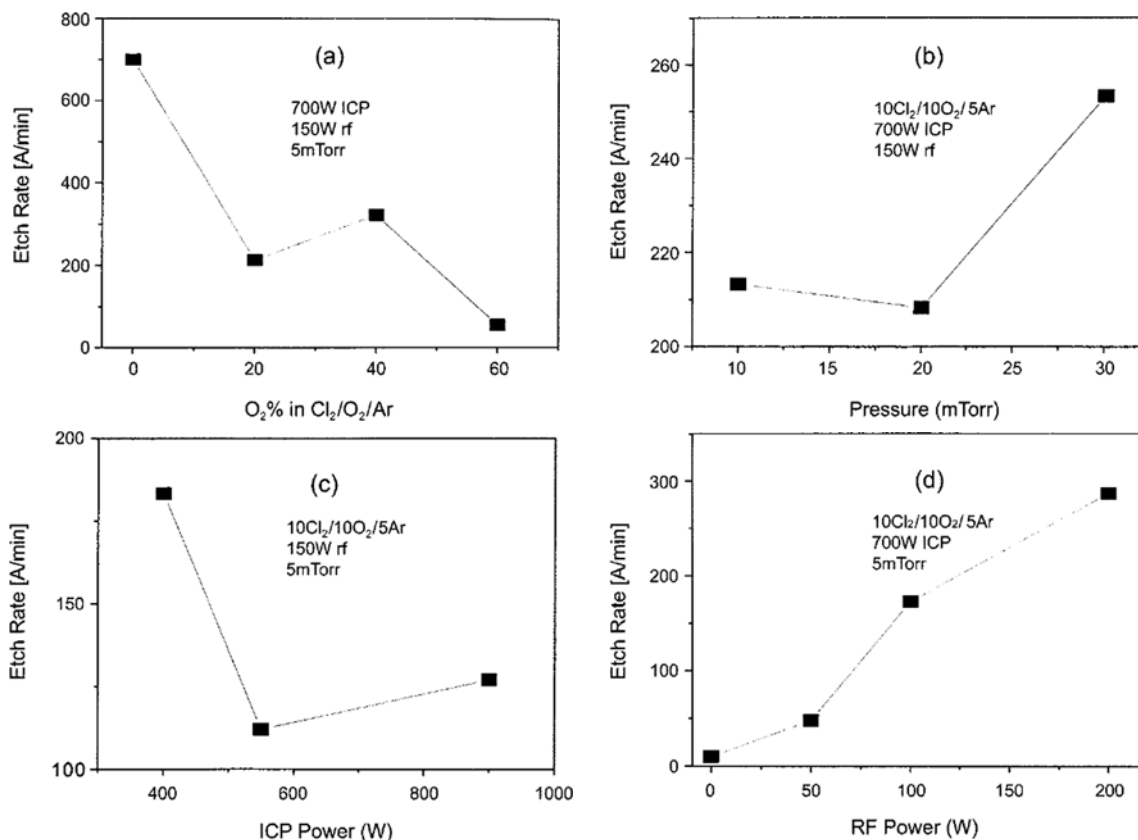 (a)
700W ICP
150W rf
5mTorr
Etch Rate [A/min]
800
600
400
200
0
0 20 40 60
O₂% in Cl₂/O₂/Ar
(b)
10Cl₂/10O₂/5Ar
700W ICP
150W rf
Etch Rate [A/min]
260
240
220
200
10 15 20 25 30
Pressure (mTorr)
(c)
10Cl₂/10O₂/5Ar
150W rf
5mTorr
Etch Rate [A/min]
200
150
100
400 600 800 1000
ICP Power (W)
(d)
10Cl₂/10O₂/5Ar
700W ICP
5mTorr
Etch Rate [A/min]
300
200
100
0
0 50 100 150 200
RF Power (W)